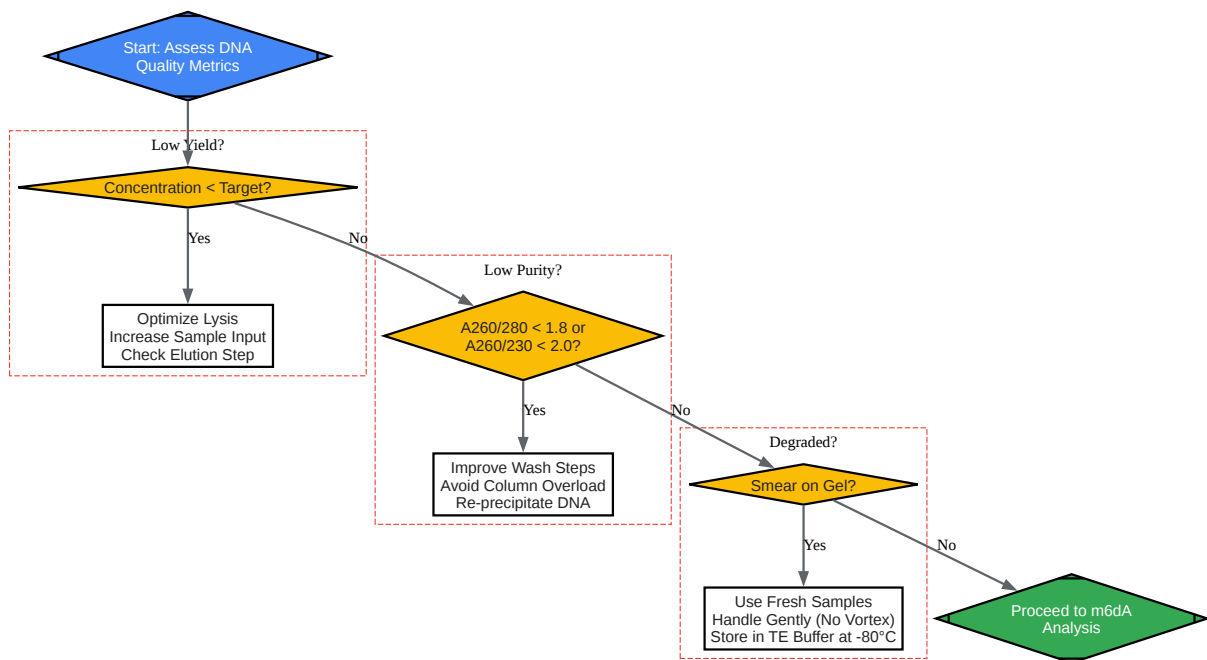 Start: Assess DNA
Quality Metrics
Low Yield?
Concentration < Target?
Yes
No
Optimize Lysis
Increase Sample Input
Check Elution Step
Low Purity?
A260/280 < 1.8 or
A260/230 < 2.0?
Yes
No
Improve Wash Steps
Avoid Column Overload
Re-precipitate DNA
Degraded?
Smear on Gel?
Yes
No
Use Fresh Samples
Handle Gently (No Vortex)
Store in TE Buffer at -80°C
Proceed to m6dA
Analysis